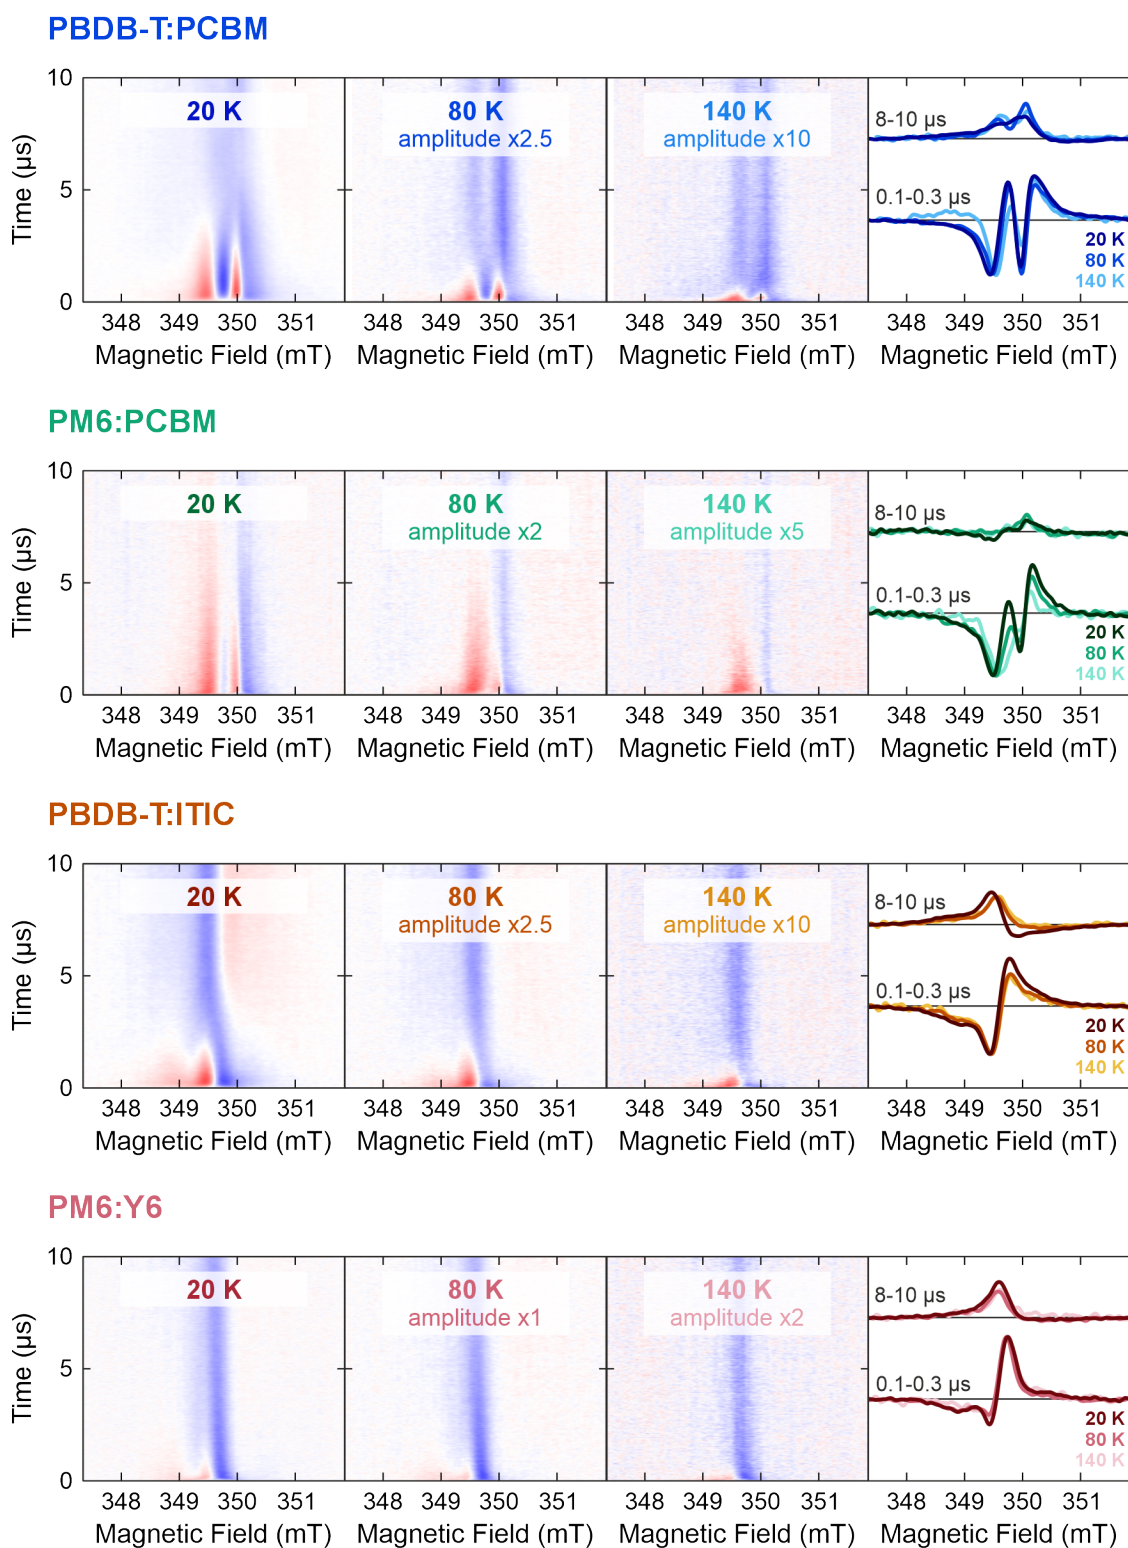 PBDB-T:PCBM
10
20 K
80 K
amplitude x2.5
140 K
amplitude x10
8-10 µs
5
0.1-0.3 µs
20 K
80 K
140 K
0
Time (µs)
348 349 350 351 348 349 350 351 348 349 350 351 348 349 350 351
Magnetic Field (mT) Magnetic Field (mT) Magnetic Field (mT) Magnetic Field (mT)
PM6:PCBM
10
20 K
80 K
amplitude x2
140 K
amplitude x5
8-10 µs
5
0.1-0.3 µs
20 K
80 K
140 K
0
Time (µs)
348 349 350 351 348 349 350 351 348 349 350 351 348 349 350 351
Magnetic Field (mT) Magnetic Field (mT) Magnetic Field (mT) Magnetic Field (mT)
PBDB-T:ITIC
10
20 K
80 K
amplitude x2.5
140 K
amplitude x10
8-10 µs
5
0.1-0.3 µs
20 K
80 K
140 K
0
Time (µs)
348 349 350 351 348 349 350 351 348 349 350 351 348 349 350 351
Magnetic Field (mT) Magnetic Field (mT) Magnetic Field (mT) Magnetic Field (mT)
PM6:Y6
10
20 K
80 K
amplitude x1
140 K
amplitude x2
8-10 µs
5
0.1-0.3 µs
20 K
80 K
140 K
0
Time (µs)
348 349 350 351 348 349 350 351 348 349 350 351 348 349 350 351
Magnetic Field (mT) Magnetic Field (mT) Magnetic Field (mT) Magnetic Field (mT)